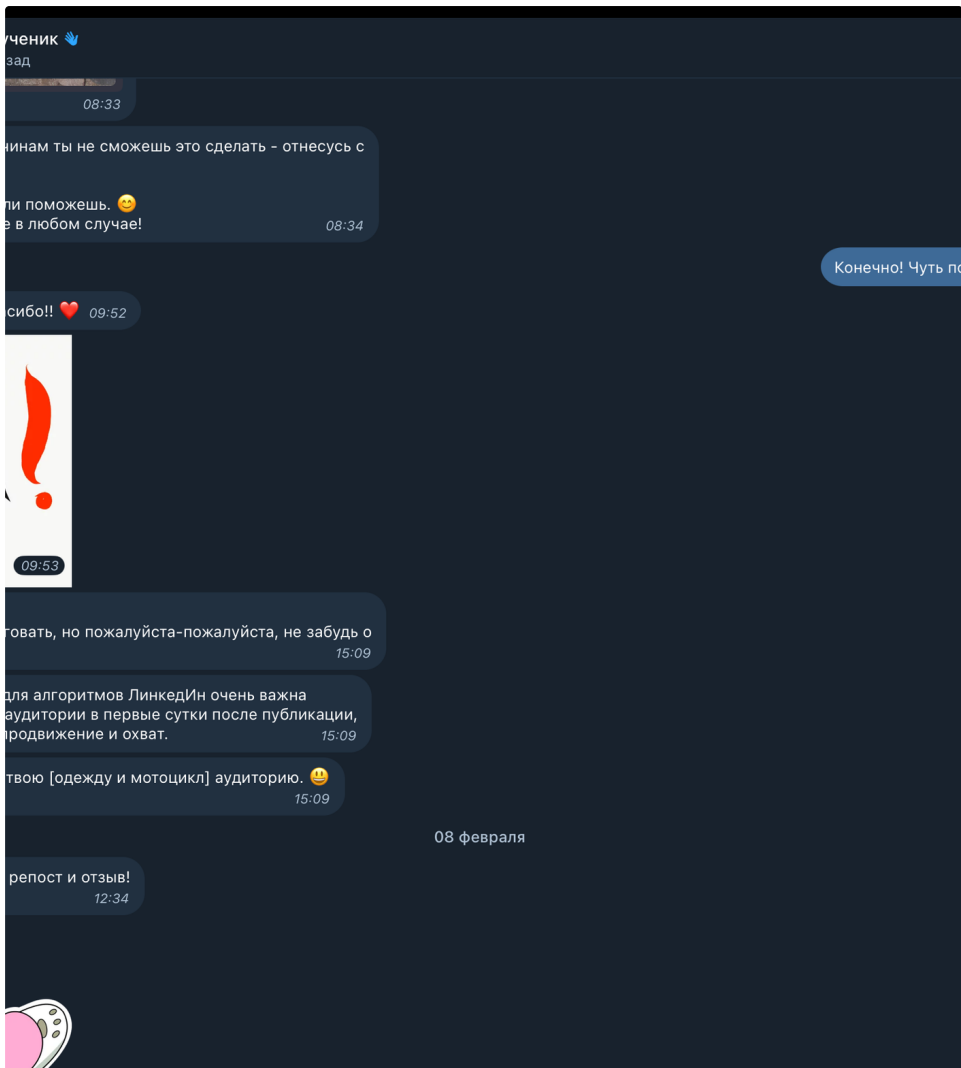 ученик 👋
зад
08:33
чинам ты не сможешь это сделать - отнесусь с
ли поможешь. 😊
е в любом случае!
08:34
Конечно! Чуть по
сибо!! ❤️ 09:52
!
09:53
говать, но пожалуйста-пожалуйста, не забудь о
15:09
для алгоритмов ЛинкедИн очень важна
аудитории в первые сутки после публикации,
продвижение и охват.
15:09
твою [одежду и мотоцикл] аудиторию. 😃
15:09
08 февраля
репост и отзыв!
12:34